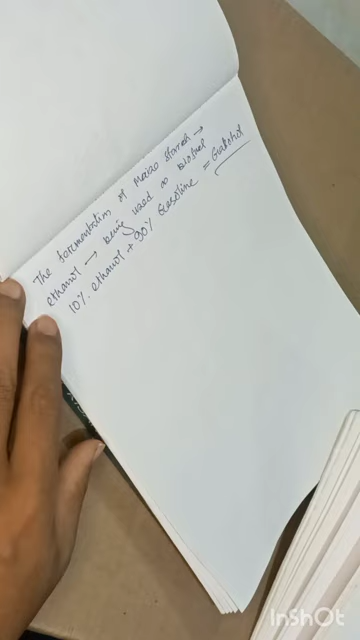 The fermentation of Maize starch →
ethanol → being used as biofuel
10% ethanol + 90% Gasoline = Gasohol
InShOt